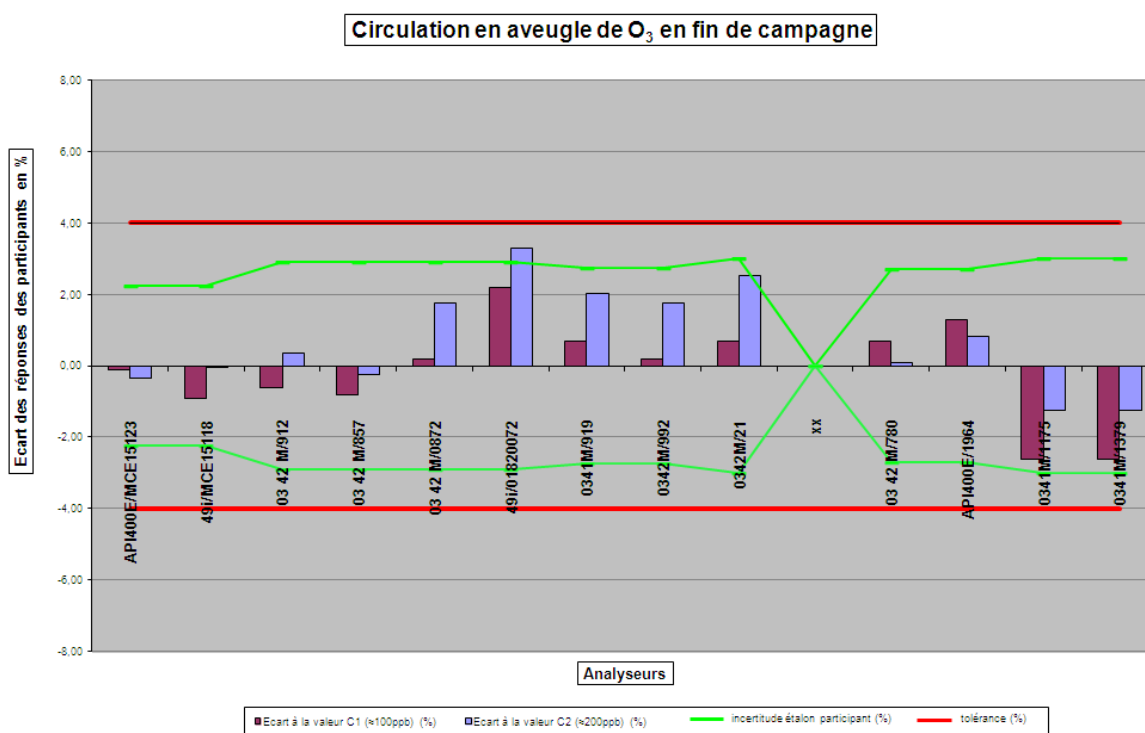 Circulation en aveugle de O₃ en fin de campagne
Ecart des réponses des participants en %
8.00
6.00
4.00
2.00
0.00
-2.00
-4.00
-6.00
-8.00
API400E/MCE15123
49i/MCE15118
03 42 M/912
03 42 M/857
03 42 M/0872
49i/01820072
0341M/919
0342M/992
0342M/21
xx
03 42 M/780
API400E/1964
0341M/1175
0341M/1379
Analyseurs
Ecart à la valeur C1 (≈100ppb) (%)
Ecart à la valeur C2 (≈200ppb) (%)
incertitude étalon participant (%)
tolérance (%)